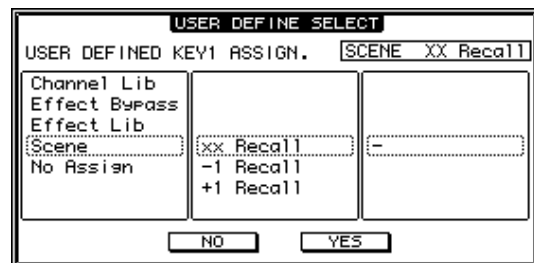 USER DEFINE SELECT
USER DEFINED KEY1 ASSIGN. SCENE XX Recall
Channel Lib
Effect Bypass
Effect Lib
Scene xx Recall -
No Assign -1 Recall
+1 Recall
NO YES